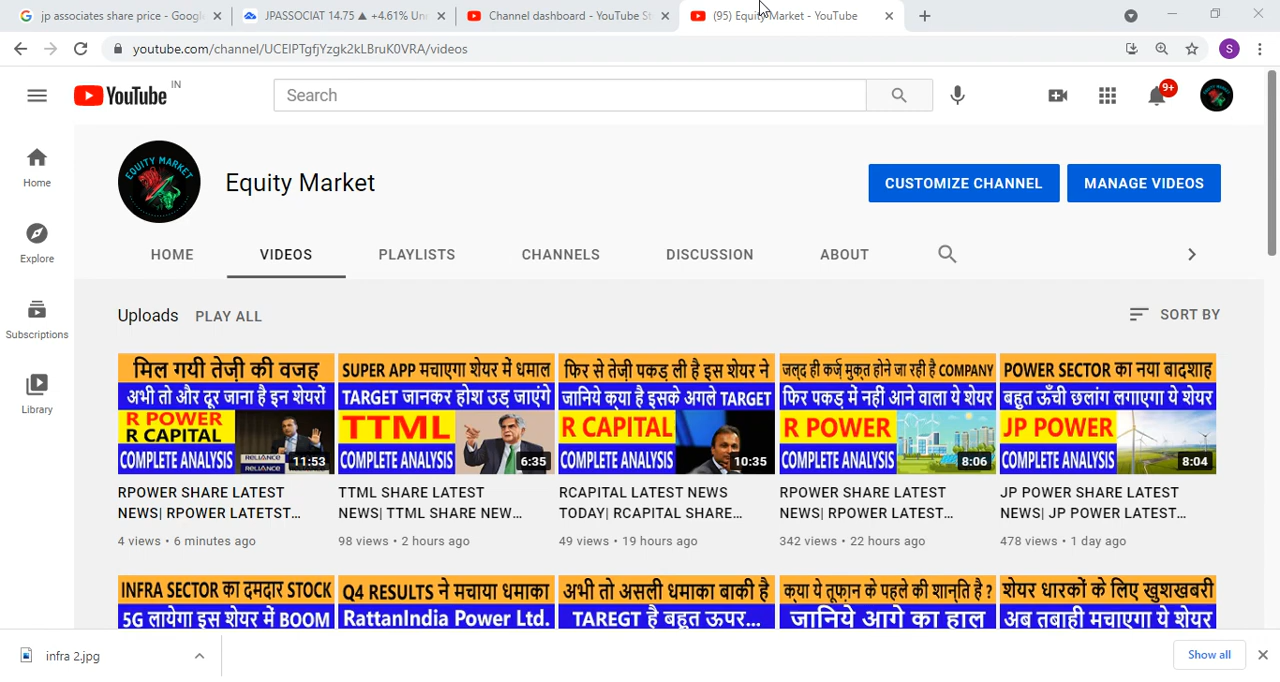 jp associates share price - Googl
JPASSOCIAT 14.75 ▲ +4.61% Un
Channel dashboard - YouTube St
(95) Equity Market - YouTube
youtube.com/channel/UCEIPTgfjYzgk2kLBruK0VRA/videos
S
YouTube IN
Search
9+
Home
Explore
Subscriptions
Library
EQUITY MARKET
Equity Market
CUSTOMIZE CHANNEL
MANAGE VIDEOS
HOME
VIDEOS
PLAYLISTS
CHANNELS
DISCUSSION
ABOUT
Uploads
PLAY ALL
SORT BY
मिल गयी तेज़ी की वजह
अभी तो और दूर जाना है इन शेयरों
R POWER
R CAPITAL
COMPLETE ANALYSIS
RELIANCE
RELIANCE
11:53
RPOWER SHARE LATEST
NEWS| RPOWER LATETST...
4 views • 6 minutes ago
SUPER APP मचाएगा शेयर में धमाल
TARGET जानकर होश उड़ जाएंगे
TTML
COMPLETE ANALYSIS
6:35
TTML SHARE LATEST
NEWS| TTML SHARE NEW...
98 views • 2 hours ago
फिर से तेज़ी पकड़ ली है इस शेयर ने
जानिये क्या है इसके अगले TARGET
R CAPITAL
COMPLETE ANALYSIS
10:35
RCAPITAL LATEST NEWS
TODAY| RCAPITAL SHARE...
49 views • 19 hours ago
जल्द ही कर्ज़ मुक्त होने जा रही है COMPANY
फिर पकड़ में नहीं आने वाला ये शेयर
R POWER
COMPLETE ANALYSIS
8:06
RPOWER SHARE LATEST
NEWS| RPOWER LATEST...
342 views • 22 hours ago
POWER SECTOR का नया बादशाह
बहुत ऊँची छलांग लगाएगा ये शेयर
JP POWER
COMPLETE ANALYSIS
8:04
JP POWER SHARE LATEST
NEWS| JP POWER LATEST...
478 views • 1 day ago
INFRA SECTOR का दमदार STOCK
5G लायेगा इस शेयर में BOOM
Q4 RESULTS ने मचाया धमाका
RattanIndia Power Ltd.
अभी तो असली धमाका बाकी है
TAREGT है बहुत ऊपर...
क्या ये तूफ़ान के पहले की शान्ति है ?
जानिये आगे का हाल
शेयर धारकों के लिए खुशखबरी
अब तबाही मचाएगा ये शेयर
infra 2.jpg
Show all